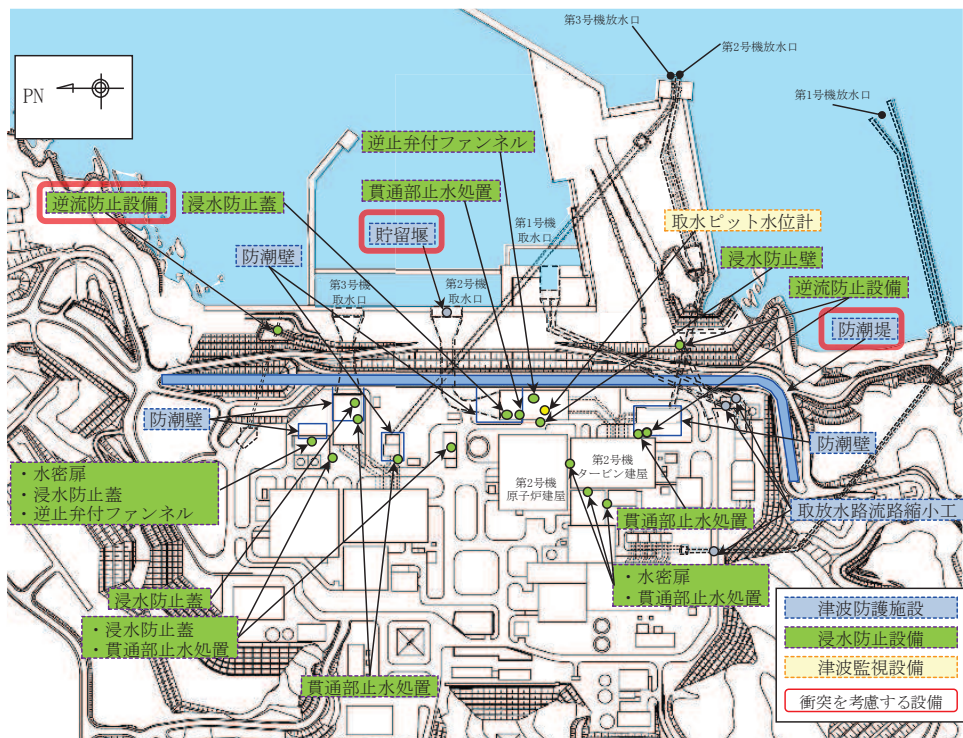 第3号機放水口
第2号機放水口
第1号機放水口
PN
逆止弁付ファンネル
貫通部止水処置
逆流防止設備
浸水防止蓋
第1号機
取水口
取水ピット水位計
貯留堰
防潮壁
浸水防止壁
第3号機
取水口
第2号機
取水口
逆流防止設備
防潮堤
防潮壁
防潮壁
・水密扉
・浸水防止蓋
・逆止弁付ファンネル
第2号機
原子炉建屋
第2号機
タービン建屋
取放水路流路縮小工
貫通部止水処置
・水密扉
・貫通部止水処置
浸水防止蓋
・浸水防止蓋
・貫通部止水処置
貫通部止水処置
津波防護施設
浸水防止設備
津波監視設備
衝突を考慮する設備